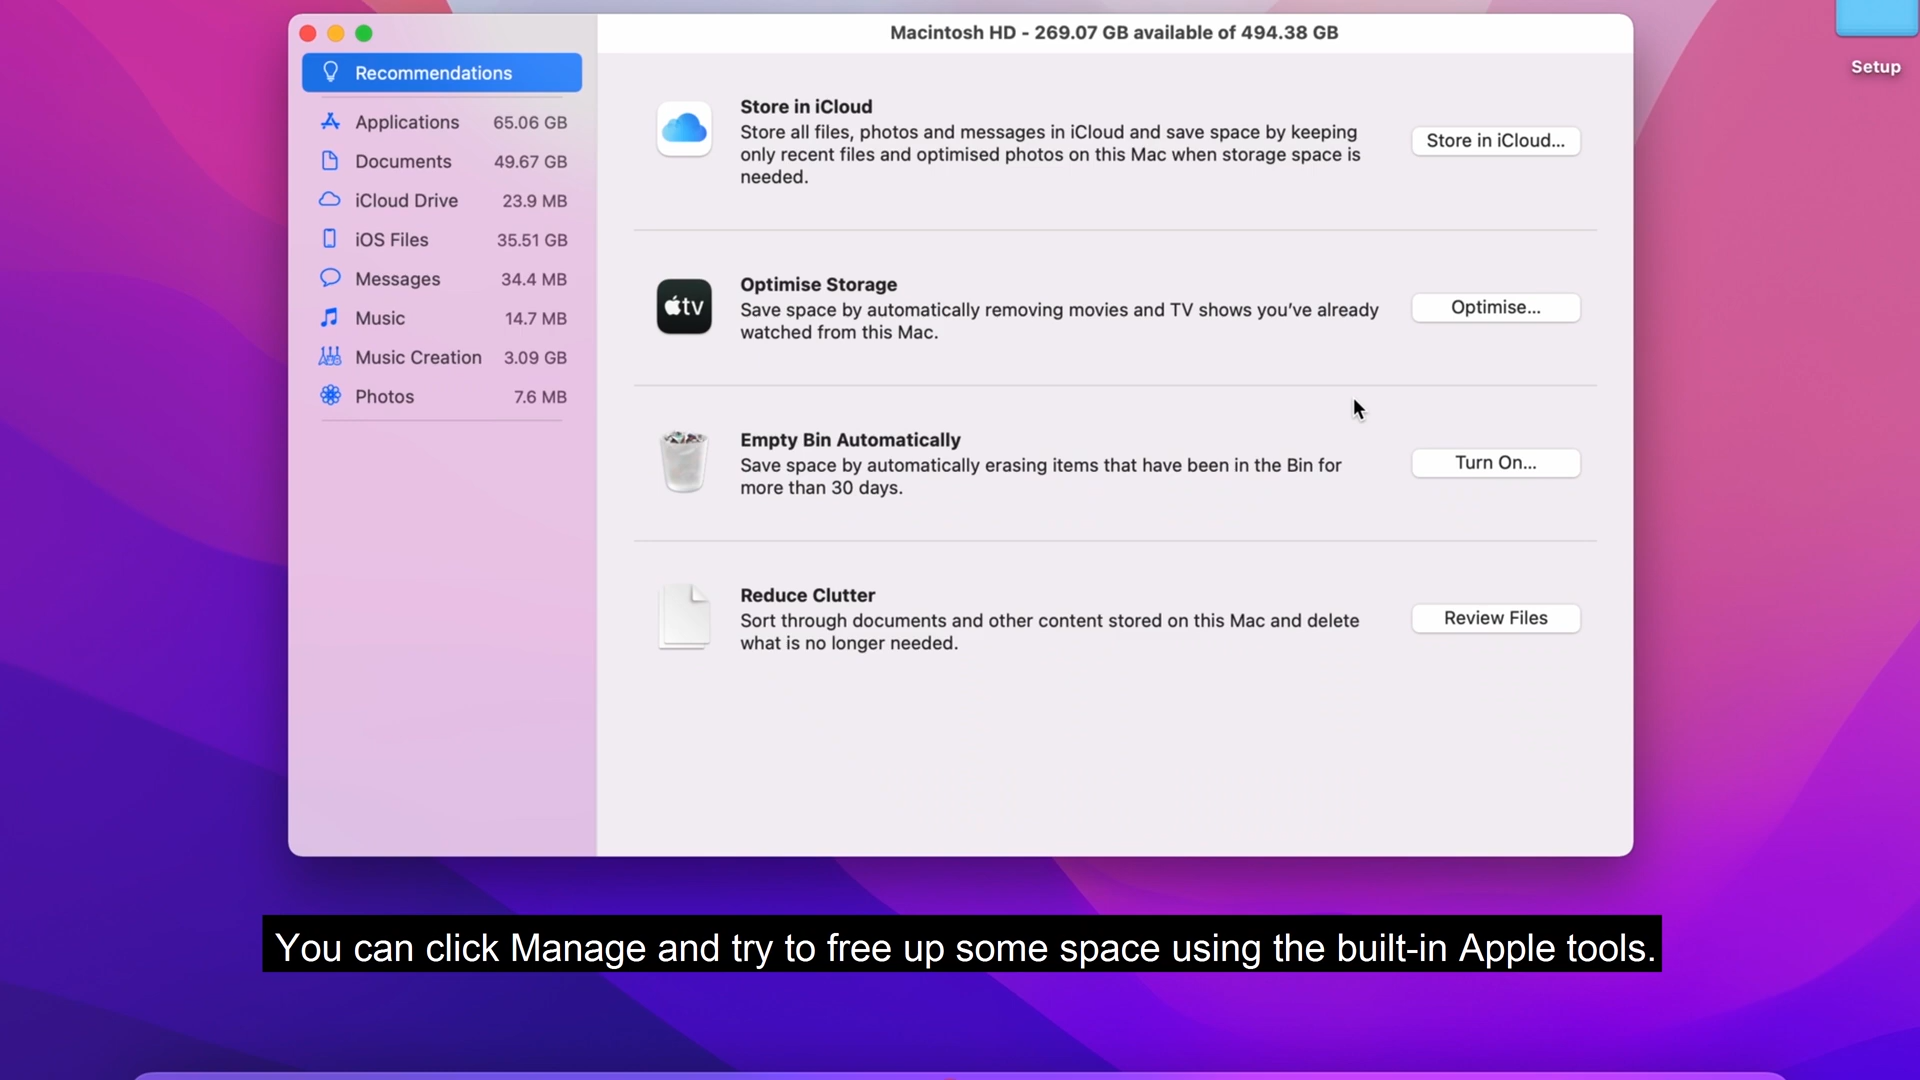 Macintosh HD - 269.07 GB available of 494.38 GB
Setup
Recommendations
Applications 65.06 GB
Documents 49.67 GB
iCloud Drive 23.9 MB
iOS Files 35.51 GB
Messages 34.4 MB
Music 14.7 MB
Music Creation 3.09 GB
Photos 7.6 MB
Store in iCloud
Store all files, photos and messages in iCloud and save space by keeping
only recent files and optimised photos on this Mac when storage space is
needed.
Store in iCloud...
tv
Optimise Storage
Save space by automatically removing movies and TV shows you’ve already
watched from this Mac.
Optimise...
Empty Bin Automatically
Save space by automatically erasing items that have been in the Bin for
more than 30 days.
Turn On...
Reduce Clutter
Sort through documents and other content stored on this Mac and delete
what is no longer needed.
Review Files
You can click Manage and try to free up some space using the built-in Apple tools.